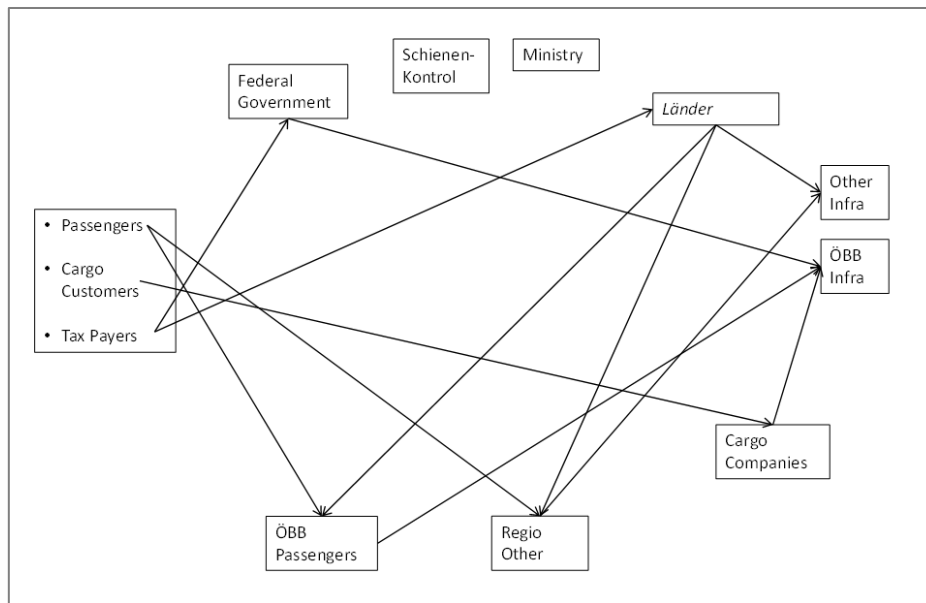 Schienen-
Kontrol
Ministry
Federal
Government
Länder
Other
Infra
• Passengers
• Cargo
Customers
• Tax Payers
ÖBB
Infra
Cargo
Companies
ÖBB
Passengers
Regio
Other